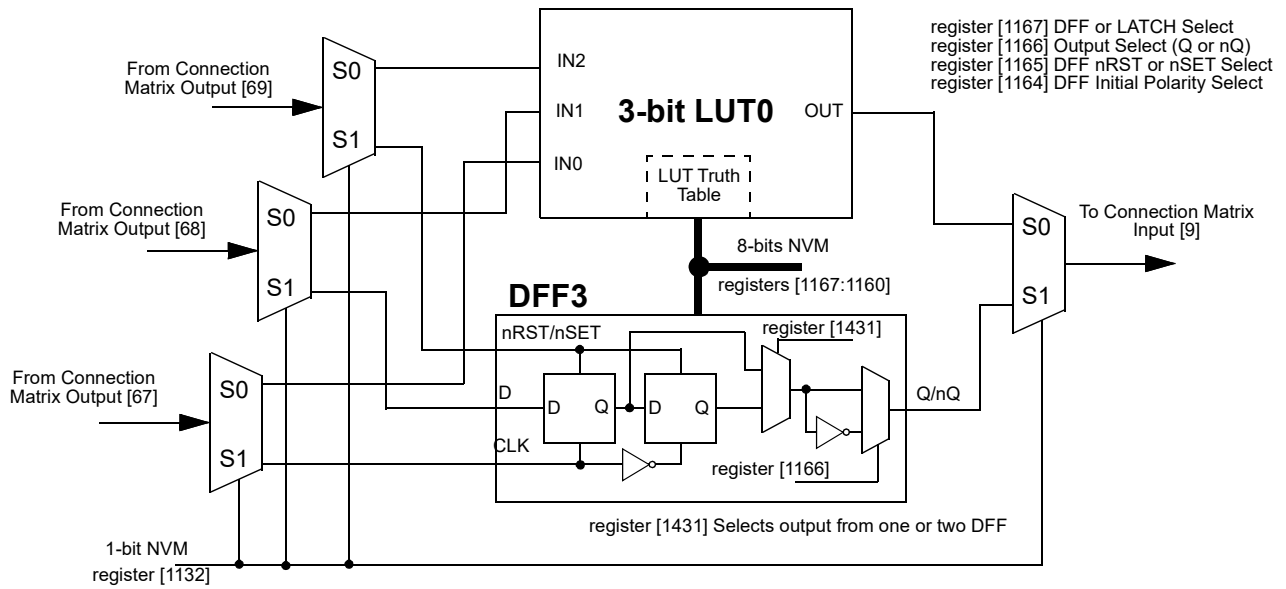 register [1167] DFF or LATCH Select
register [1166] Output Select (Q or nQ)
register [1165] DFF nRST or nSET Select
register [1164] DFF Initial Polarity Select
From Connection
Matrix Output [69]
S0
S1
IN2
IN1
IN0
3-bit LUT0
OUT
LUT Truth
Table
From Connection
Matrix Output [68]
S0
S1
To Connection Matrix
Input [9]
S0
S1
8-bits NVM
registers [1167:1160]
DFF3
nRST/nSET
register [1431]
From Connection
Matrix Output [67]
S0
S1
D
D
Q
D
Q
Q/nQ
CLK
register [1166]
register [1431] Selects output from one or two DFF
1-bit NVM
register [1132]